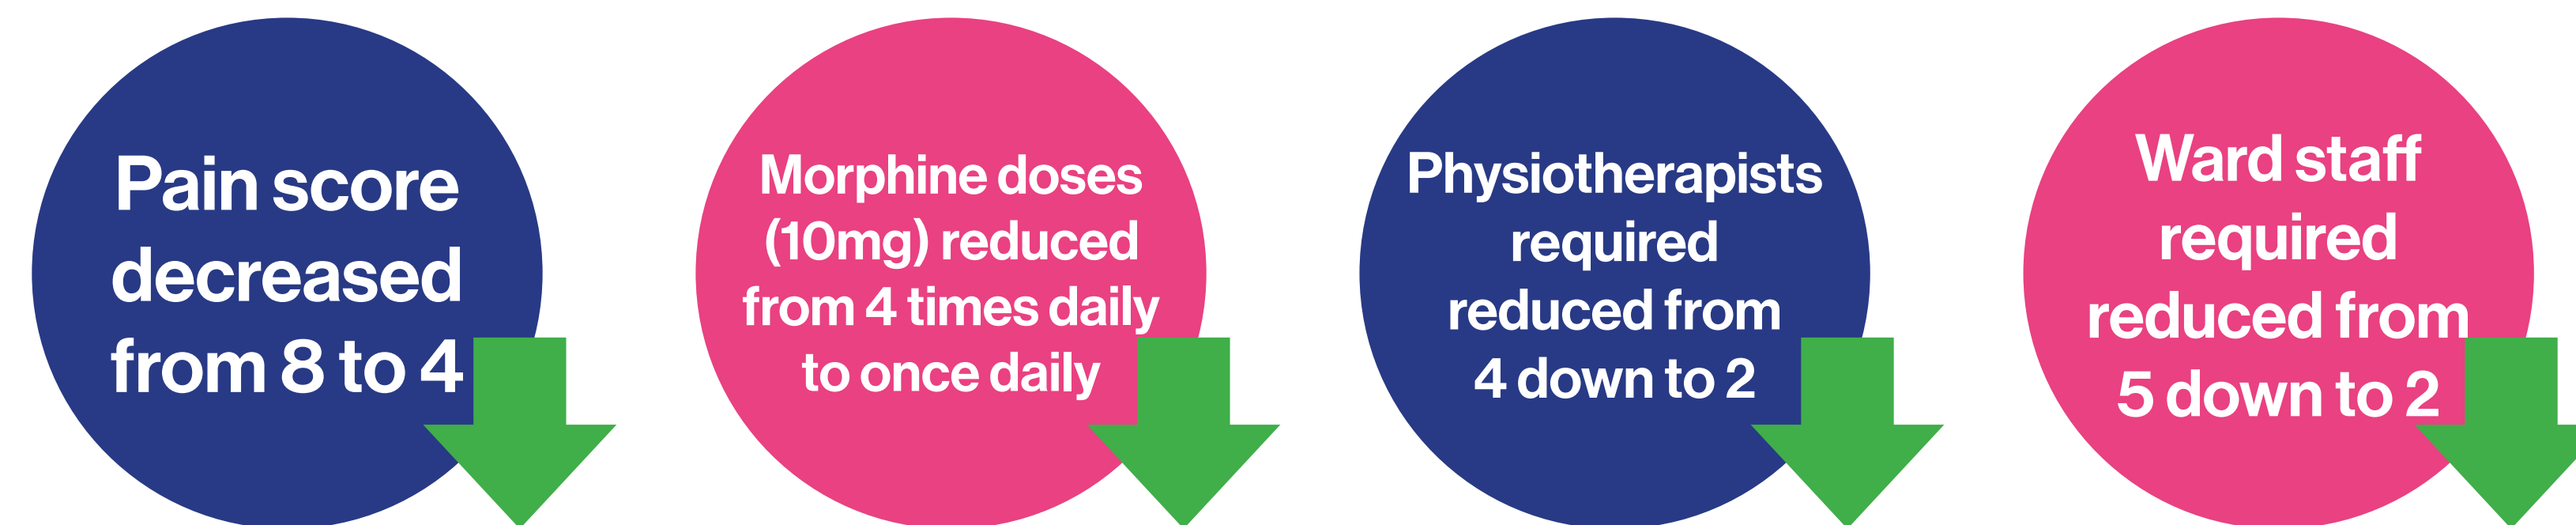 Pain score
decreased
from 8 to 4
Morphine doses
(10mg) reduced
from 4 times daily
to once daily
Physiotherapists
required
reduced from
4 down to 2
Ward staff
required
reduced from
5 down to 2